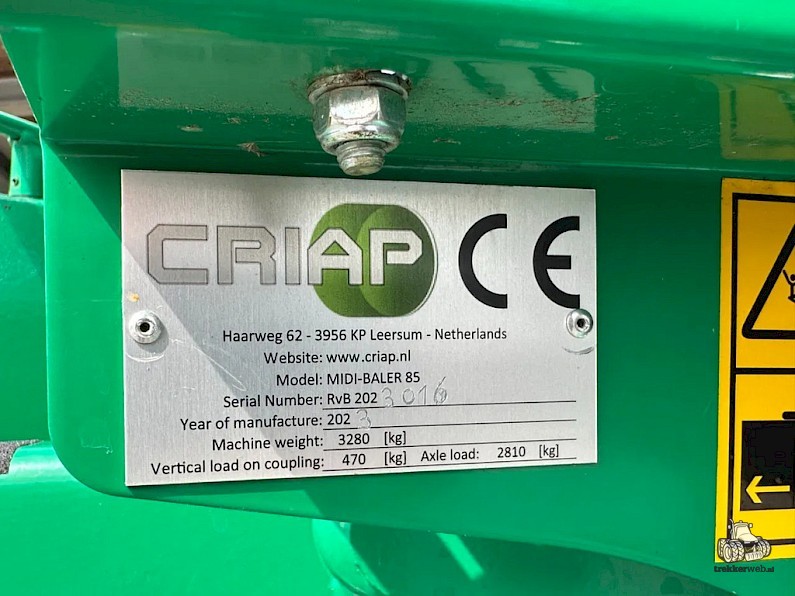 CRIAP CE
Haarweg 62 - 3956 KP Leersum - Netherlands
Website: www.criap.nl
Model: MIDI-BALER 85
Serial Number: RvB 2023016
Year of manufacture: 2023
Machine weight: 3280 [kg]
Vertical load on coupling: 470 [kg] Axle load: 2810 [kg]
trekkerweb.nl